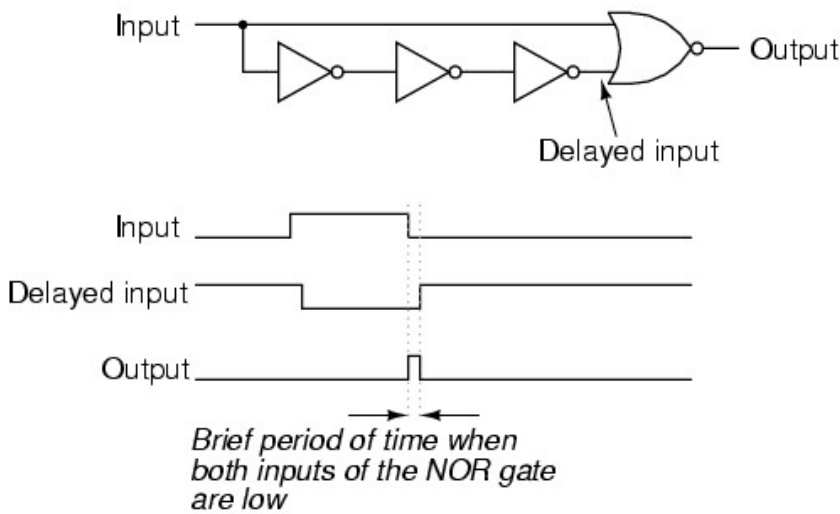 Input
Output
Delayed input
Input
Delayed input
Output
Brief period of time when
both inputs of the NOR gate
are low